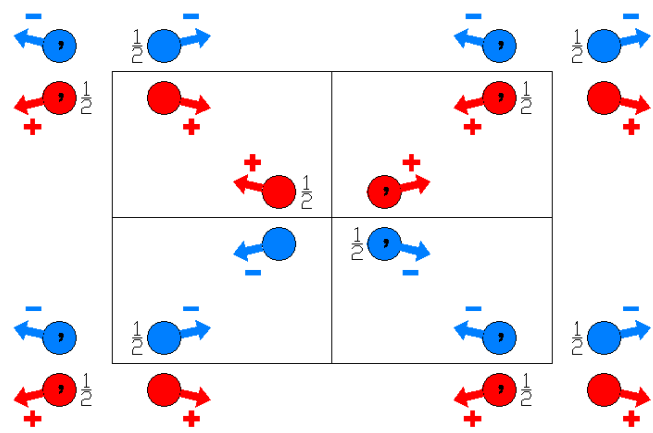 − − − −
, 1/2 , 1/2
, 1/2 , 1/2
+ + + +
+ +
1/2 ,
1/2 ,
− −
− − − −
, 1/2 , 1/2
, 1/2 , 1/2
+ + + +